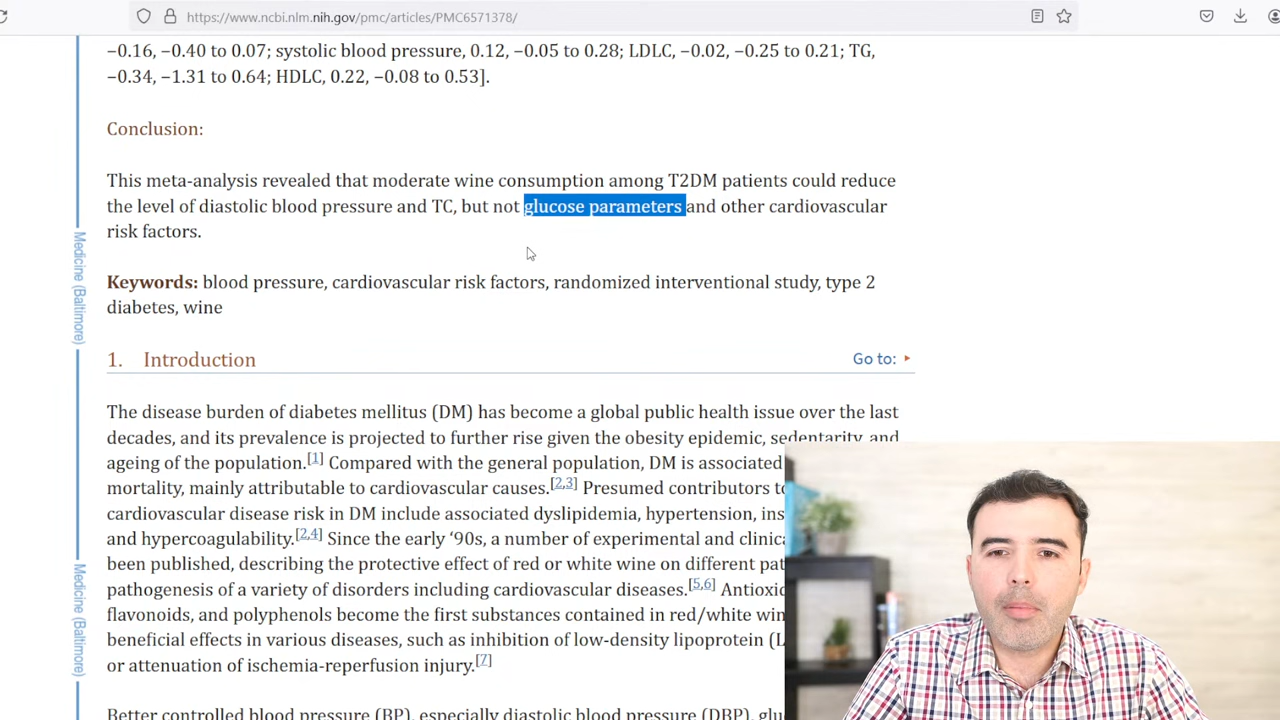 https://www.ncbi.nlm.nih.gov/pmc/articles/PMC6571378/
−0.16, −0.40 to 0.07; systolic blood pressure, 0.12, −0.05 to 0.28; LDLC, −0.02, −0.25 to 0.21; TG,
−0.34, −1.31 to 0.64; HDLC, 0.22, −0.08 to 0.53].
Conclusion:
This meta-analysis revealed that moderate wine consumption among T2DM patients could reduce
the level of diastolic blood pressure and TC, but not glucose parameters and other cardiovascular
risk factors.
Medicine (Baltimore)
Keywords: blood pressure, cardiovascular risk factors, randomized interventional study, type 2
diabetes, wine
1. Introduction
Go to:
The disease burden of diabetes mellitus (DM) has become a global public health issue over the last
decades, and its prevalence is projected to further rise given the obesity epidemic, sedentarity, and
ageing of the population.[1] Compared with the general population, DM is associated
mortality, mainly attributable to cardiovascular causes.[2,3] Presumed contributors to
cardiovascular disease risk in DM include associated dyslipidemia, hypertension, ins
and hypercoagulability.[2,4] Since the early ‘90s, a number of experimental and clinica
been published, describing the protective effect of red or white wine on different pat
pathogenesis of a variety of disorders including cardiovascular diseases.[5,6] Antiox
Medicine (Baltimore)
flavonoids, and polyphenols become the first substances contained in red/white
beneficial effects in various diseases, such as inhibition of low-density lipoprotei
or attenuation of ischemia-reperfusion injury.[7]
Better controlled blood pressure (BP), especially diastolic blood pressure (DBP), glu